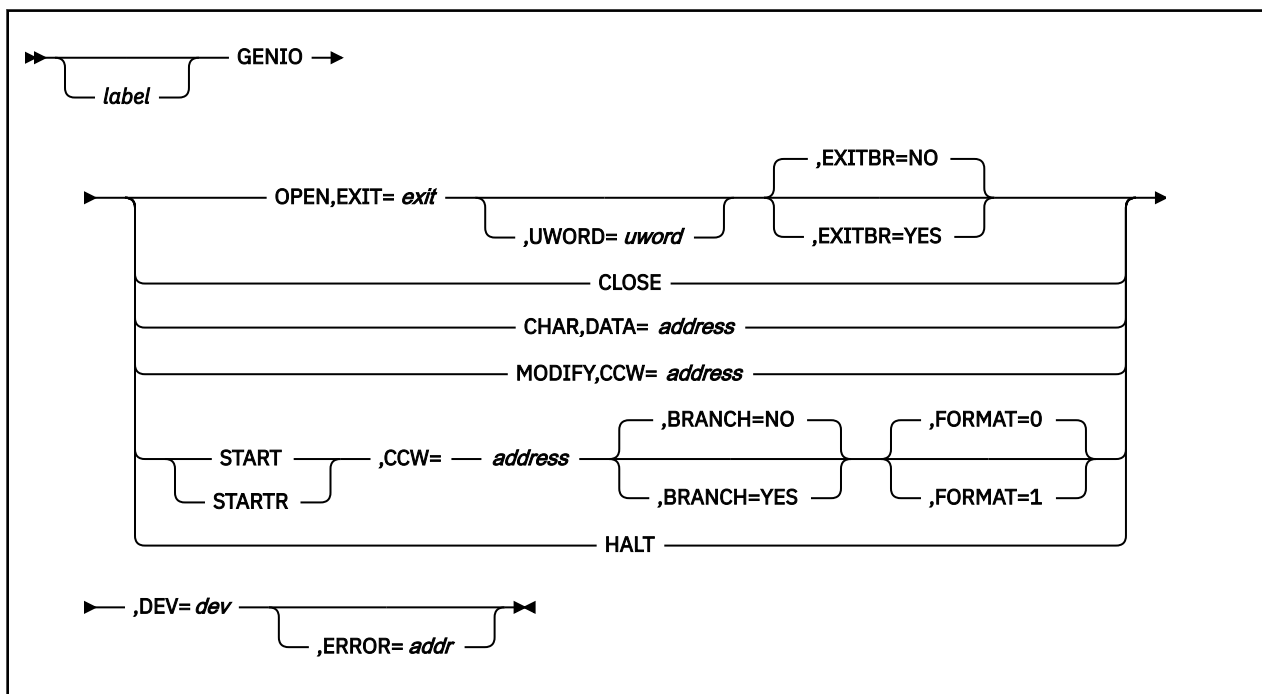 GENIO
label
,EXITBR=NO
OPEN,EXIT= exit
,UWORD= uword
,EXITBR=YES
CLOSE
CHAR,DATA= address
MODIFY,CCW= address
,BRANCH=NO ,FORMAT=0
START ,CCW= address
STARTR ,BRANCH=YES ,FORMAT=1
HALT
,DEV= dev
,ERROR= addr